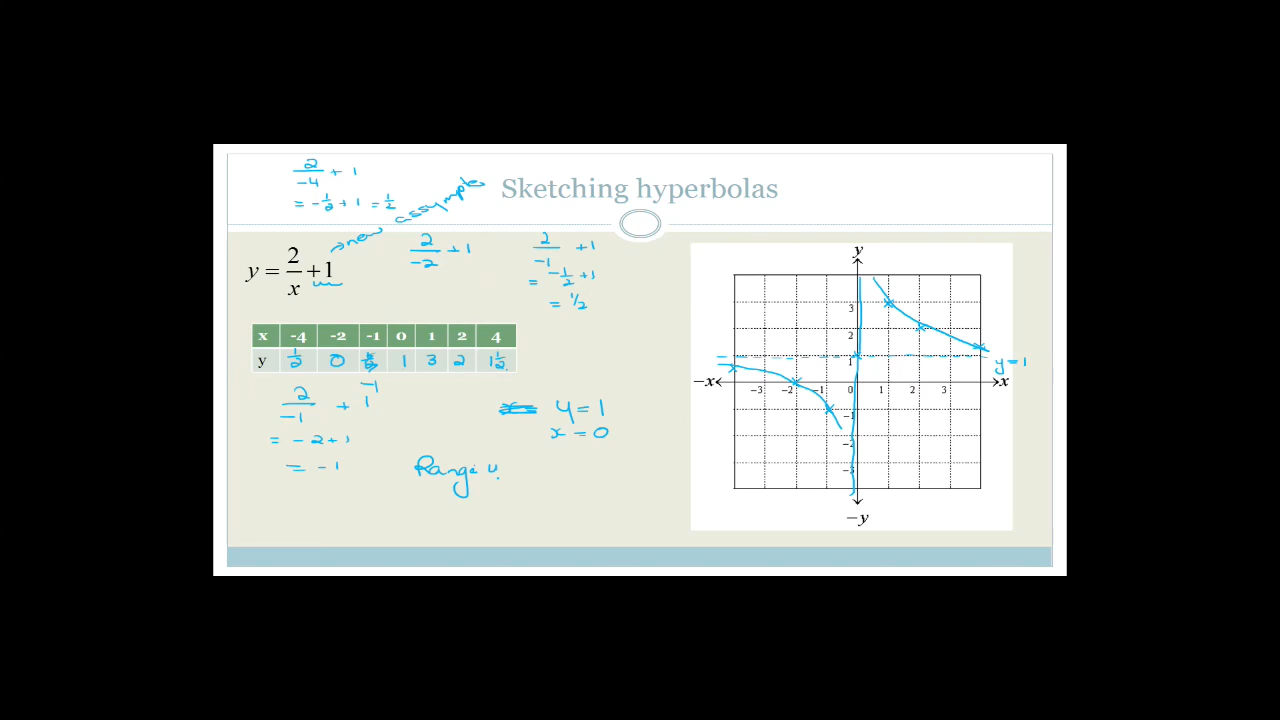 Sketching hyperbolas
2/-4 + 1
= -1/2 + 1 = 1/2
new assymptotes
y = 2/x + 1
2/-2 + 1
2/-1 + 1
= -1/2 + 1
= 1/2
x -4 -2 -1 0 1 2 4
y 1/2 0 1 3 2 1 1/2
-1
2/-1 + 1
= -2 + 1
= -1
y = 1
x = 0
Range y
y
3
2
1
-x -3 -2 -1 0 1 2 3 x
-1
-2
-3
-y
y = 1